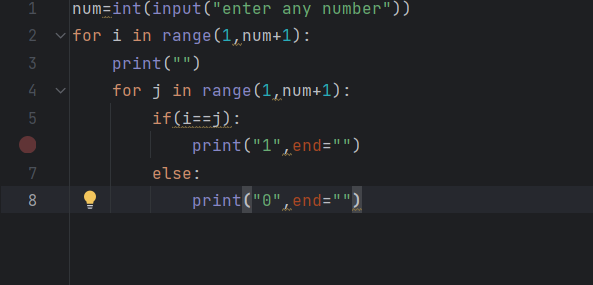 1 num=int(input("enter any number"))
2 for i in range(1,num+1):
3 print("")
4 for j in range(1,num+1):
5 if(i==j):
print("1",end="")
7 else:
8 print("0",end="")